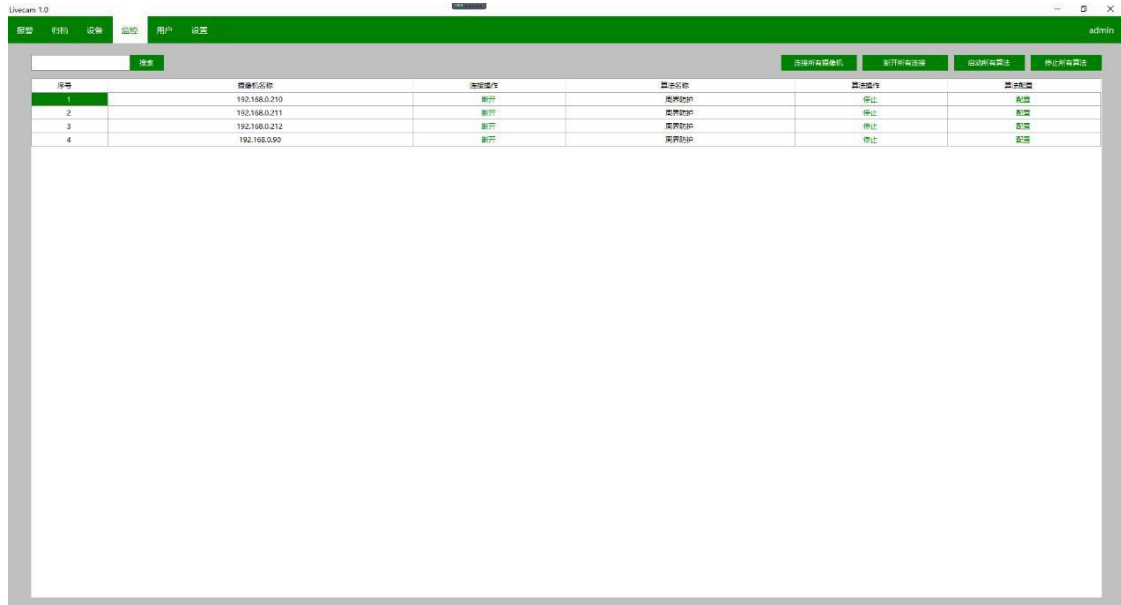 Livecam 1.0
报警 归档 设备 监控 用户 设置 admin
搜索 连接所有摄像机 断开所有连接 启动所有算法 停止所有算法
序号 摄像机名称 连接操作 算法名称 算法操作 算法配置
1 192.168.0.210 断开 周界防护 停止 配置
2 192.168.0.211 断开 周界防护 停止 配置
3 192.168.0.212 断开 周界防护 停止 配置
4 192.168.0.90 断开 周界防护 停止 配置